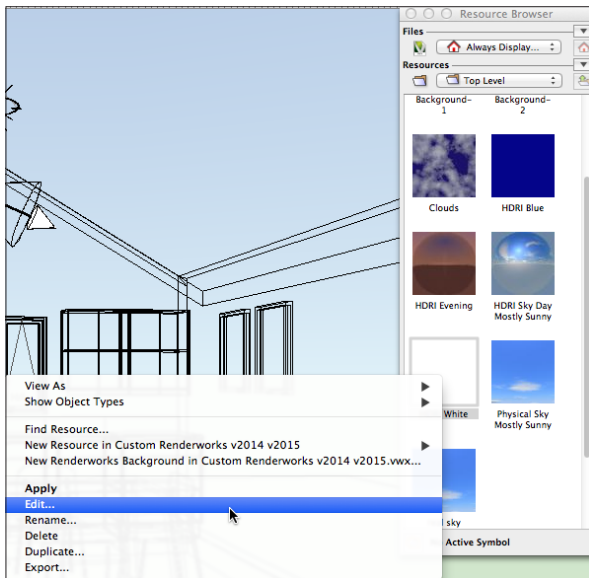 Resource Browser
Files
Always Display...
Resources
Top Level
Background-
1
Background-
2
Clouds
HDRI Blue
HDRI Evening
HDRI Sky Day
Mostly Sunny
White
Physical Sky
Mostly Sunny
sky
Active Symbol
View As
Show Object Types
Find Resource...
New Resource in Custom Renderworks v2014 v2015
New Renderworks Background in Custom Renderworks v2014 v2015.vwx...
Apply
Edit...
Rename...
Delete
Duplicate...
Export...